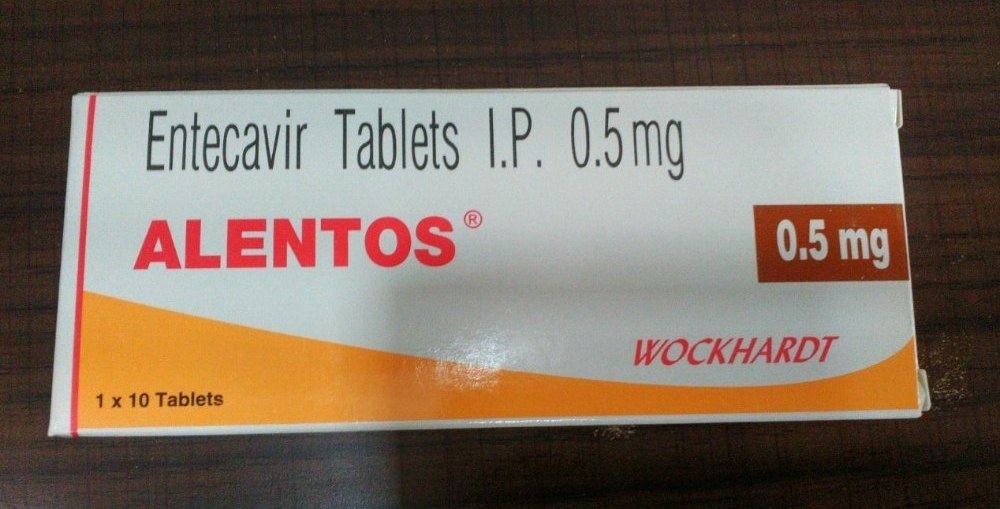 Entecavir Tablets I.P. 0.5mg
ALENTOS®
0.5 mg
WOCKHARDT
1 x 10 Tablets